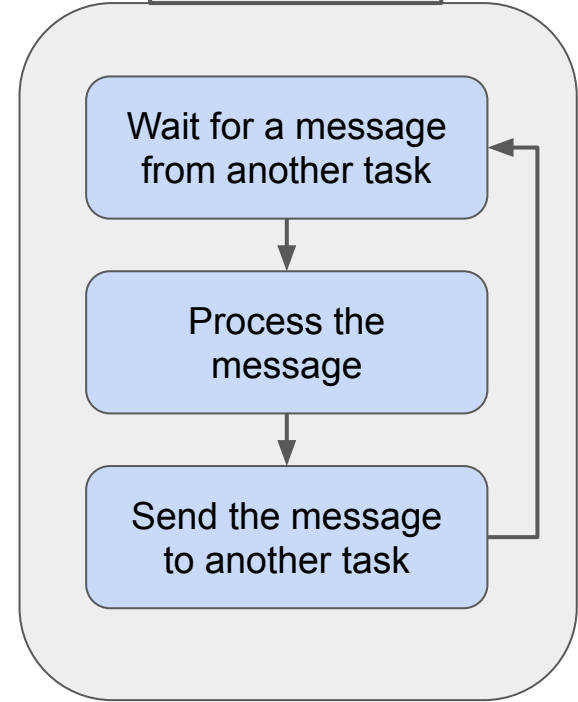 Wait for a message
from another task
Process the
message
Send the message
to another task